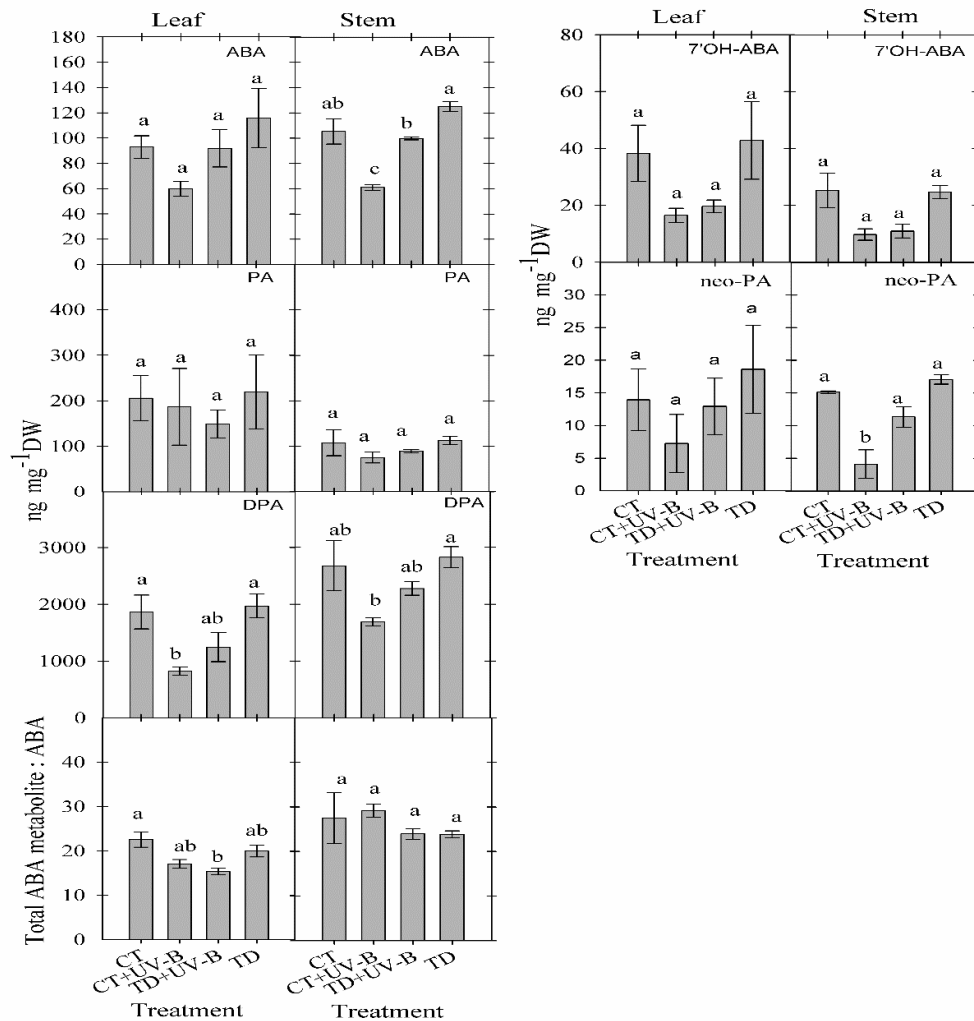 Leaf
Stem
180
160
140
120
100
80
60
40
20
0
ABA
a
a
a
a
ABA
ab
c
b
a
400
300
200
100
0
PA
a
a
a
a
PA
a
a
a
a
ng mg-1DW
3000
2000
1000
0
DPA
a
b
ab
a
DPA
ab
b
ab
a
Total ABA metabolite : ABA
40
30
20
10
0
a
ab
b
ab
a
a
a
a
CT
CT+UV-B
TD+UV-B
TD
CT
CT+UV-B
TD+UV-B
TD
Treatment
Treatment
Leaf
Stem
80
60
40
20
0
7'OH-ABA
a
a
a
a
7'OH-ABA
a
a
a
a
ng mg-1DW
30
25
20
15
10
5
0
neo-PA
a
a
a
a
neo-PA
a
b
a
a
CT
CT+UV-B
TD+UV-B
TD
CT
CT+UV-B
TD+UV-B
TD
Treatment
Treatment